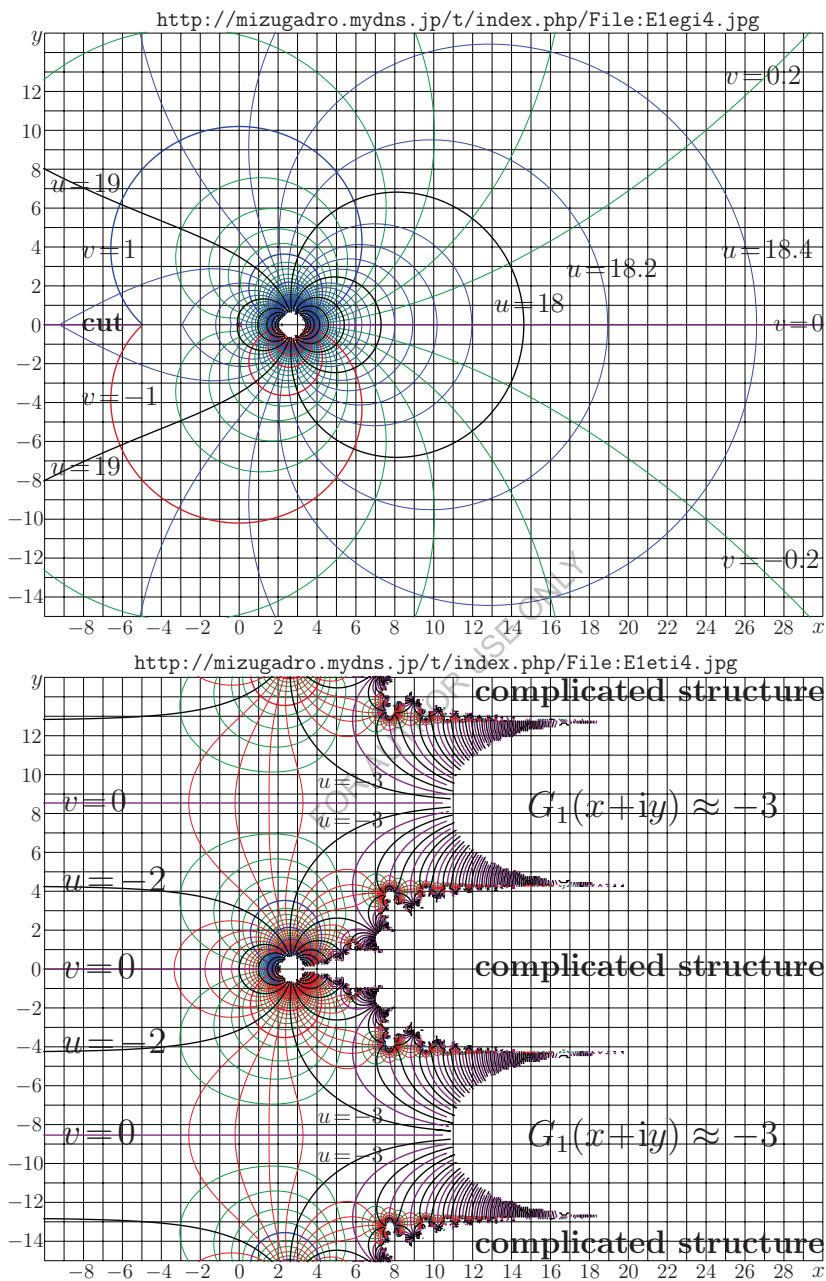 http://mizugadro.mydns.jp/t/index.php/File:E1egi4.jpg
y
v=0.2
12
10
8
u=19
6
4
v=1
u=18.2
u=18.4
2
u=18
0
cut
v=0
−2
−4
v=−1
−6
u=19
−8
−10
−12
v=−0.2
−14
−8 −6 −4 −2 0 2 4 6 8 10 12 14 16 18 20 22 24 26 28 x
FOR AUTHOR USE ONLY
http://mizugadro.mydns.jp/t/index.php/File:E1eti4.jpg
y
complicated structure
12
10
u=−3
8
v=0
G1(x+iy) ≈ −3
u=−3
6
4
u=−2
2
0
v=0
complicated structure
−2
−4
u=−2
−6
u=−3
−8
v=0
G1(x+iy) ≈ −3
u=−3
−10
−12
−14
complicated structure
−8 −6 −4 −2 0 2 4 6 8 10 12 14 16 18 20 22 24 26 28 x